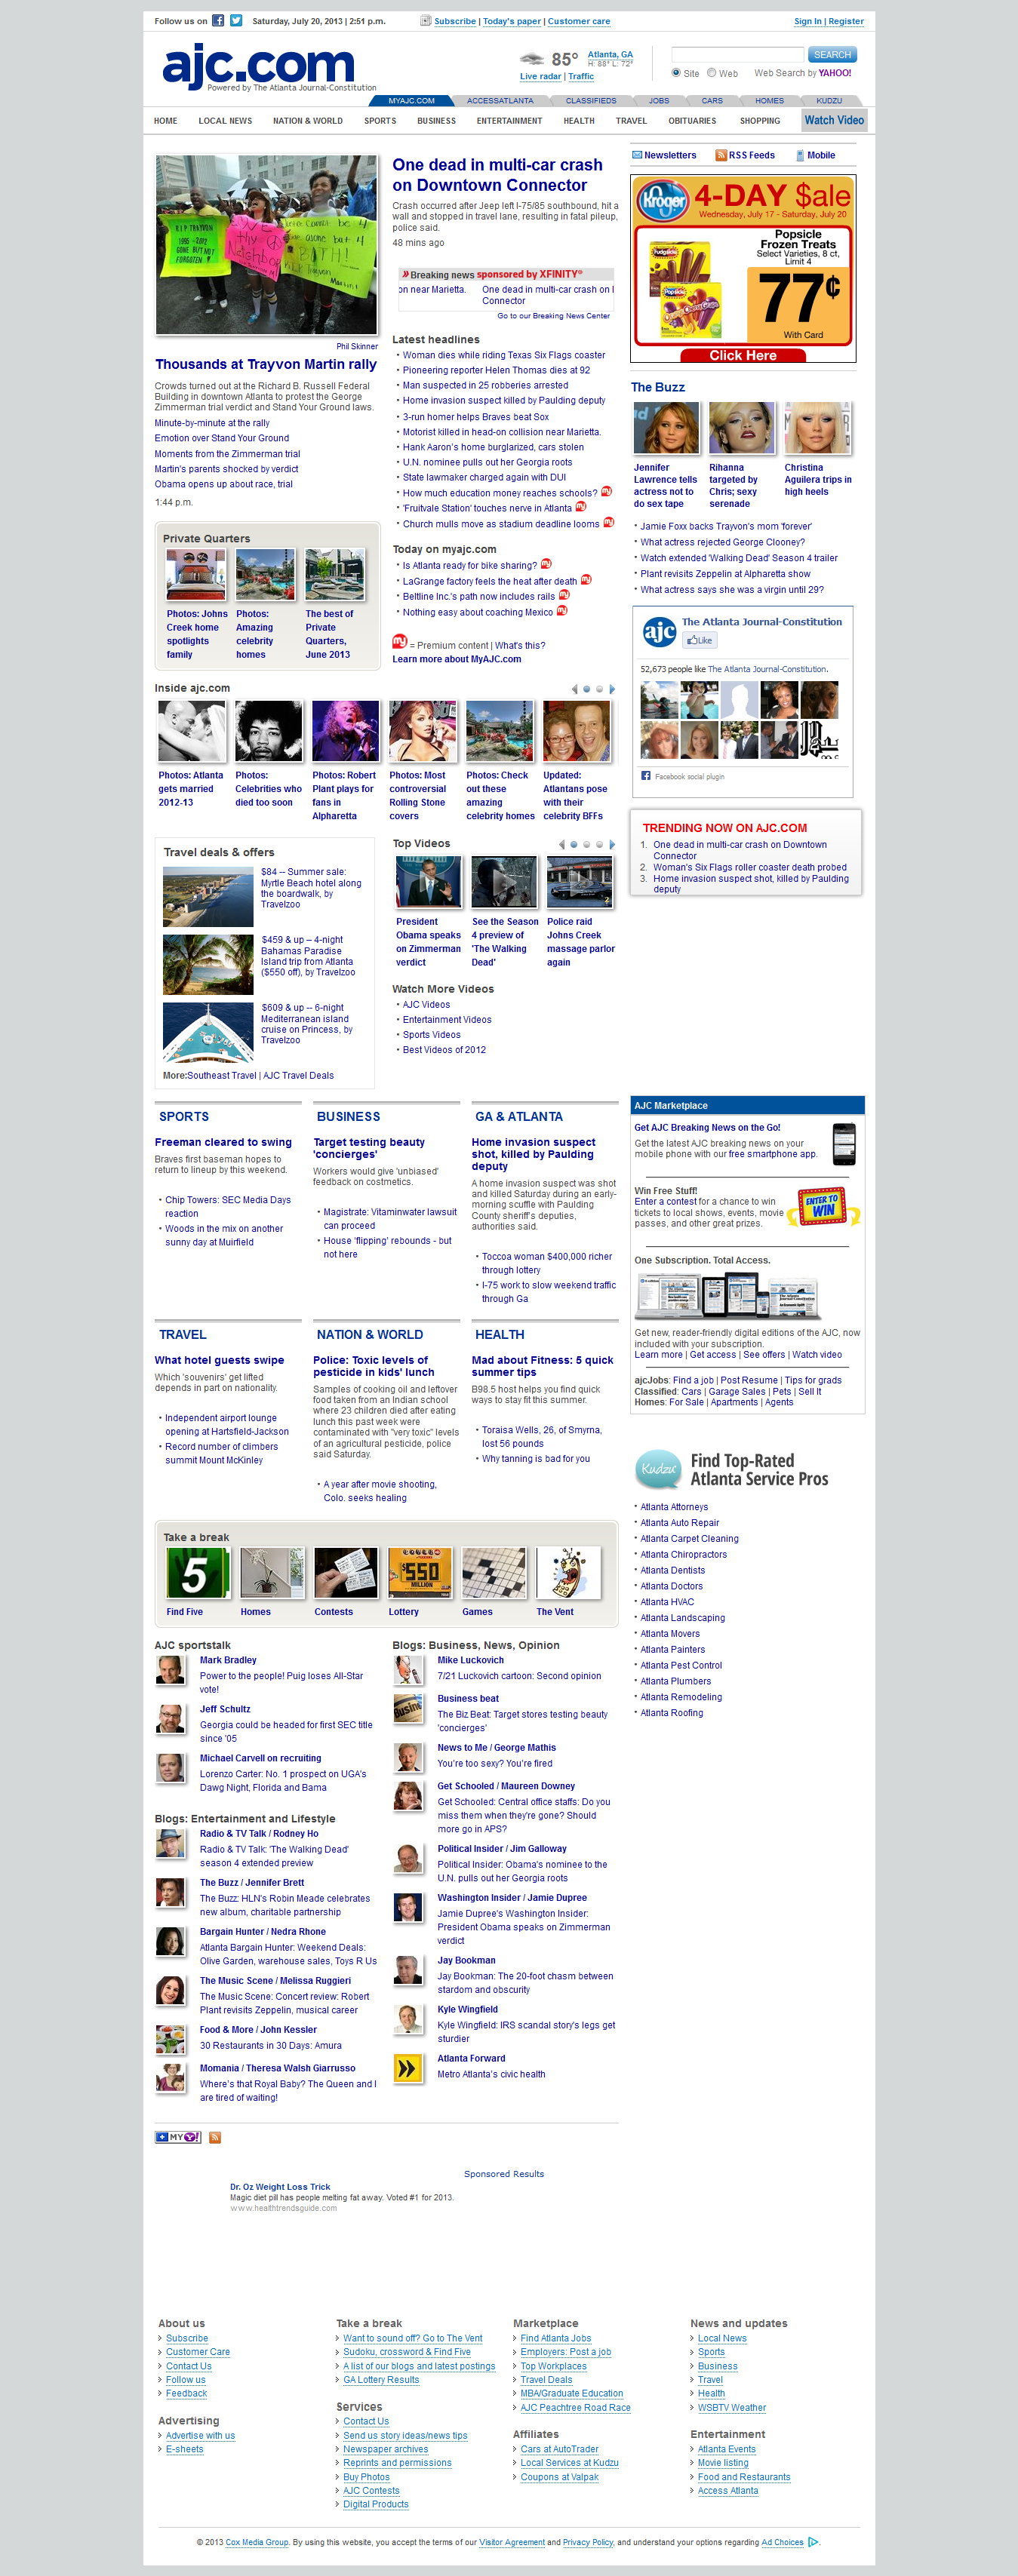 Follow us on
Saturday, July 20, 2013 | 2:51 p.m.
Subscribe | Today's paper | Customer care
Sign In | Register
ajc.com
Powered by The Atlanta Journal-Constitution
85°
Atlanta, GA
H: 88° L: 72°
Live radar | Traffic
SEARCH
Site Web Web Search by YAHOO!
MYAJC.COM ACCESSATLANTA CLASSIFIEDS JOBS CARS HOMES KUDZU
HOME LOCAL NEWS NATION & WORLD SPORTS BUSINESS ENTERTAINMENT HEALTH TRAVEL OBITUARIES SHOPPING Watch Video
R.I.P TRAYVON
1995 - 2012
GONE BUT NOT
FORGOTTEN!
Phil Skinner
Thousands at Trayvon Martin rally
Crowds turned out at the Richard B. Russell Federal
Building in downtown Atlanta to protest the George
Zimmerman trial verdict and Stand Your Ground laws.
Minute-by-minute at the rally
Emotion over Stand Your Ground
Moments from the Zimmerman trial
Martin's parents shocked by verdict
Obama opens up about race, trial
1:44 p.m.
Private Quarters
Photos: Johns
Creek home
spotlights
family
Photos:
Amazing
celebrity
homes
The best of
Private
Quarters,
June 2013
One dead in multi-car crash
on Downtown Connector
Crash occurred after Jeep left I-75/85 southbound, hit a
wall and stopped in travel lane, resulting in fatal pileup,
police said.
48 mins ago
Breaking news sponsored by XFINITY®
on near Marietta. One dead in multi-car crash on I
Connector
Go to our Breaking News Center
Latest headlines
Woman dies while riding Texas Six Flags coaster
Pioneering reporter Helen Thomas dies at 92
Man suspected in 25 robberies arrested
Home invasion suspect killed by Paulding deputy
3-run homer helps Braves beat Sox
Motorist killed in head-on collision near Marietta.
Hank Aaron's home burglarized, cars stolen
U.N. nominee pulls out her Georgia roots
State lawmaker charged again with DUI
How much education money reaches schools? my
'Fruitvale Station' touches nerve in Atlanta my
Church mulls move as stadium deadline looms my
Today on myajc.com
Is Atlanta ready for bike sharing? my
LaGrange factory feels the heat after death my
Beltline Inc.'s path now includes rails my
Nothing easy about coaching Mexico my
my = Premium content | What's this?
Learn more about MyAJC.com
Newsletters RSS Feeds Mobile
Kroger
4-DAY $ale
Wednesday, July 17 - Saturday, July 20
Popsicle
Frozen Treats
Select Varieties, 8 ct,
Limit 4
77¢
With Card
Click Here
The Buzz
Jennifer
Lawrence tells
actress not to
do sex tape
Rihanna
targeted by
Chris; sexy
serenade
Christina
Aguilera trips in
high heels
Jamie Foxx backs Trayvon's mom 'forever'
What actress rejected George Clooney?
Watch extended 'Walking Dead' Season 4 trailer
Plant revisits Zeppelin at Alpharetta show
What actress says she was a virgin until 29?
ajc
The Atlanta Journal-Constitution
Like
52,673 people like The Atlanta Journal-Constitution.
Facebook social plugin
Inside ajc.com
Photos: Atlanta
gets married
2012-13
Photos:
Celebrities who
died too soon
Photos: Robert
Plant plays for
fans in
Alpharetta
Photos: Most
controversial
Rolling Stone
covers
Photos: Check
out these
amazing
celebrity homes
Updated:
Atlantans pose
with their
celebrity BFFs
TRENDING NOW ON AJC.COM
1. One dead in multi-car crash on Downtown
Connector
2. Woman's Six Flags roller coaster death probed
3. Home invasion suspect shot, killed by Paulding
deputy
Travel deals & offers
$84 -- Summer sale:
Myrtle Beach hotel along
the boardwalk, by
Travelzoo
$459 & up -- 4-night
Bahamas Paradise
Island trip from Atlanta
($550 off), by Travelzoo
$609 & up -- 6-night
Mediterranean island
cruise on Princess, by
Travelzoo
More:Southeast Travel | AJC Travel Deals
Top Videos
President
Obama speaks
on Zimmerman
verdict
See the Season
4 preview of
'The Walking
Dead'
Police raid
Johns Creek
massage parlor
again
Watch More Videos
AJC Videos
Entertainment Videos
Sports Videos
Best Videos of 2012
SPORTS
Freeman cleared to swing
Braves first baseman hopes to
return to lineup by this weekend.
Chip Towers: SEC Media Days
reaction
Woods in the mix on another
sunny day at Muirfield
BUSINESS
Target testing beauty
'concierges'
Workers would give 'unbiased'
feedback on costmetics.
Magistrate: Vitaminwater lawsuit
can proceed
House 'flipping' rebounds - but
not here
GA & ATLANTA
Home invasion suspect
shot, killed by Paulding
deputy
A home invasion suspect was shot
and killed Saturday during an early-
morning scuffle with Paulding
County sheriff's deputies,
authorities said.
Toccoa woman $400,000 richer
through lottery
I-75 work to slow weekend traffic
through Ga
AJC Marketplace
Get AJC Breaking News on the Go!
Get the latest AJC breaking news on your
mobile phone with our free smartphone app.
Win Free Stuff!
Enter a contest for a chance to win
tickets to local shows, events, movie
passes, and other great prizes.
ENTER TO
WIN
One Subscription. Total Access.
Get new, reader-friendly digital editions of the AJC, now
included with your subscription.
Learn more | Get access | See offers | Watch video
ajcJobs: Find a job | Post Resume | Tips for grads
Classified: Cars | Garage Sales | Pets | Sell It
Homes: For Sale | Apartments | Agents
TRAVEL
What hotel guests swipe
Which 'souvenirs' get lifted
depends in part on nationality.
Independent airport lounge
opening at Hartsfield-Jackson
Record number of climbers
summit Mount McKinley
NATION & WORLD
Police: Toxic levels of
pesticide in kids' lunch
Samples of cooking oil and leftover
food taken from an Indian school
where 23 children died after eating
lunch this past week were
contaminated with "very toxic" levels
of an agricultural pesticide, police
said Saturday.
A year after movie shooting,
Colo. seeks healing
HEALTH
Mad about Fitness: 5 quick
summer tips
B98.5 host helps you find quick
ways to stay fit this summer.
Toraisa Wells, 26, of Smyrna,
lost 56 pounds
Why tanning is bad for you
Kudzu
Find Top-Rated
Atlanta Service Pros
Atlanta Attorneys
Atlanta Auto Repair
Atlanta Carpet Cleaning
Atlanta Chiropractors
Atlanta Dentists
Atlanta Doctors
Atlanta HVAC
Atlanta Landscaping
Atlanta Movers
Atlanta Painters
Atlanta Pest Control
Atlanta Plumbers
Atlanta Remodeling
Atlanta Roofing
Take a break
5
$550
MILLION
Find Five Homes Contests Lottery Games The Vent
AJC sportstalk
Mark Bradley
Power to the people! Puig loses All-Star
vote!
Jeff Schultz
Georgia could be headed for first SEC title
since '05
Michael Carvell on recruiting
Lorenzo Carter: No. 1 prospect on UGA's
Dawg Night, Florida and Bama
Blogs: Entertainment and Lifestyle
Radio & TV Talk / Rodney Ho
Radio & TV Talk: 'The Walking Dead'
season 4 extended preview
The Buzz / Jennifer Brett
The Buzz: HLN's Robin Meade celebrates
new album, charitable partnership
Bargain Hunter / Nedra Rhone
Atlanta Bargain Hunter: Weekend Deals:
Olive Garden, warehouse sales, Toys R Us
The Music Scene / Melissa Ruggieri
The Music Scene: Concert review: Robert
Plant revisits Zeppelin, musical career
Food & More / John Kessler
30 Restaurants in 30 Days: Amura
Momania / Theresa Walsh Giarrusso
Where's that Royal Baby? The Queen and I
are tired of waiting!
Blogs: Business, News, Opinion
Mike Luckovich
7/21 Luckovich cartoon: Second opinion
Business beat
The Biz Beat: Target stores testing beauty
'concierges'
News to Me / George Mathis
You're too sexy? You're fired
Get Schooled / Maureen Downey
Get Schooled: Central office staffs: Do you
miss them when they're gone? Should
more go in APS?
Political Insider / Jim Galloway
Political Insider: Obama's nominee to the
U.N. pulls out her Georgia roots
Washington Insider / Jamie Dupree
Jamie Dupree's Washington Insider:
President Obama speaks on Zimmerman
verdict
Jay Bookman
Jay Bookman: The 20-foot chasm between
stardom and obscurity
Kyle Wingfield
Kyle Wingfield: IRS scandal story's legs get
sturdier
Atlanta Forward
Metro Atlanta's civic health
MY Y!
Sponsored Results
Dr. Oz Weight Loss Trick
Magic diet pill has people melting fat away. Voted #1 for 2013.
www.healthtrendsguide.com
About us
Subscribe
Customer Care
Contact Us
Follow us
Feedback
Advertising
Advertise with us
E-sheets
Take a break
Want to sound off? Go to The Vent
Sudoku, crossword & Find Five
A list of our blogs and latest postings
GA Lottery Results
Services
Contact Us
Send us story ideas/news tips
Newspaper archives
Reprints and permissions
Buy Photos
AJC Contests
Digital Products
Marketplace
Find Atlanta Jobs
Employers: Post a job
Top Workplaces
Travel Deals
MBA/Graduate Education
AJC Peachtree Road Race
Affiliates
Cars at AutoTrader
Local Services at Kudzu
Coupons at Valpak
News and updates
Local News
Sports
Business
Travel
Health
WSBTV Weather
Entertainment
Atlanta Events
Movie listing
Food and Restaurants
Access Atlanta
© 2013 Cox Media Group. By using this website, you accept the terms of our Visitor Agreement and Privacy Policy, and understand your options regarding Ad Choices.